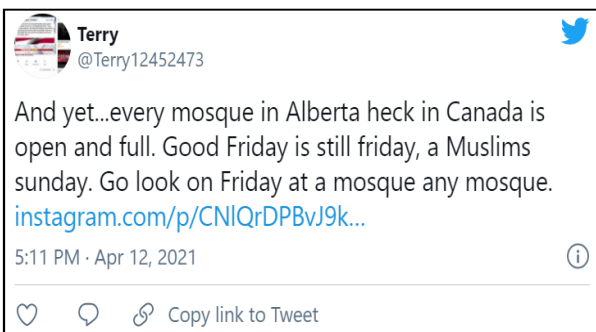 Terry
@Terry12452473
And yet...every mosque in Alberta heck in Canada is
open and full. Good Friday is still friday, a Muslims
sunday. Go look on Friday at a mosque any mosque.
instagram.com/p/CNlQrDPBvJ9k...
5:11 PM · Apr 12, 2021
Copy link to Tweet